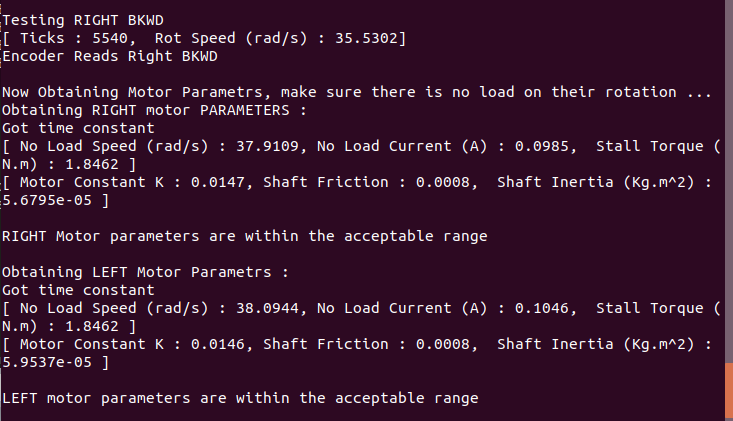 Testing RIGHT BKWD
[ Ticks : 5540,  Rot Speed (rad/s) : 35.5302]
Encoder Reads Right BKWD
Now Obtaining Motor Parametrs, make sure there is no load on their rotation ...
Obtaining RIGHT motor PARAMETERS :
Got time constant
[ No Load Speed (rad/s) : 37.9109, No Load Current (A) : 0.0985,  Stall Torque (
N.m) : 1.8462 ]
[ Motor Constant K : 0.0147, Shaft Friction : 0.0008,  Shaft Inertia (Kg.m^2) :
5.6795e-05 ]
RIGHT Motor parameters are within the acceptable range
Obtaining LEFT Motor Parametrs :
Got time constant
[ No Load Speed (rad/s) : 38.0944, No Load Current (A) : 0.1046,  Stall Torque (
N.m) : 1.8462 ]
[ Motor Constant K : 0.0146, Shaft Friction : 0.0008,  Shaft Inertia (Kg.m^2) :
5.9537e-05 ]
LEFT motor parameters are within the acceptable range